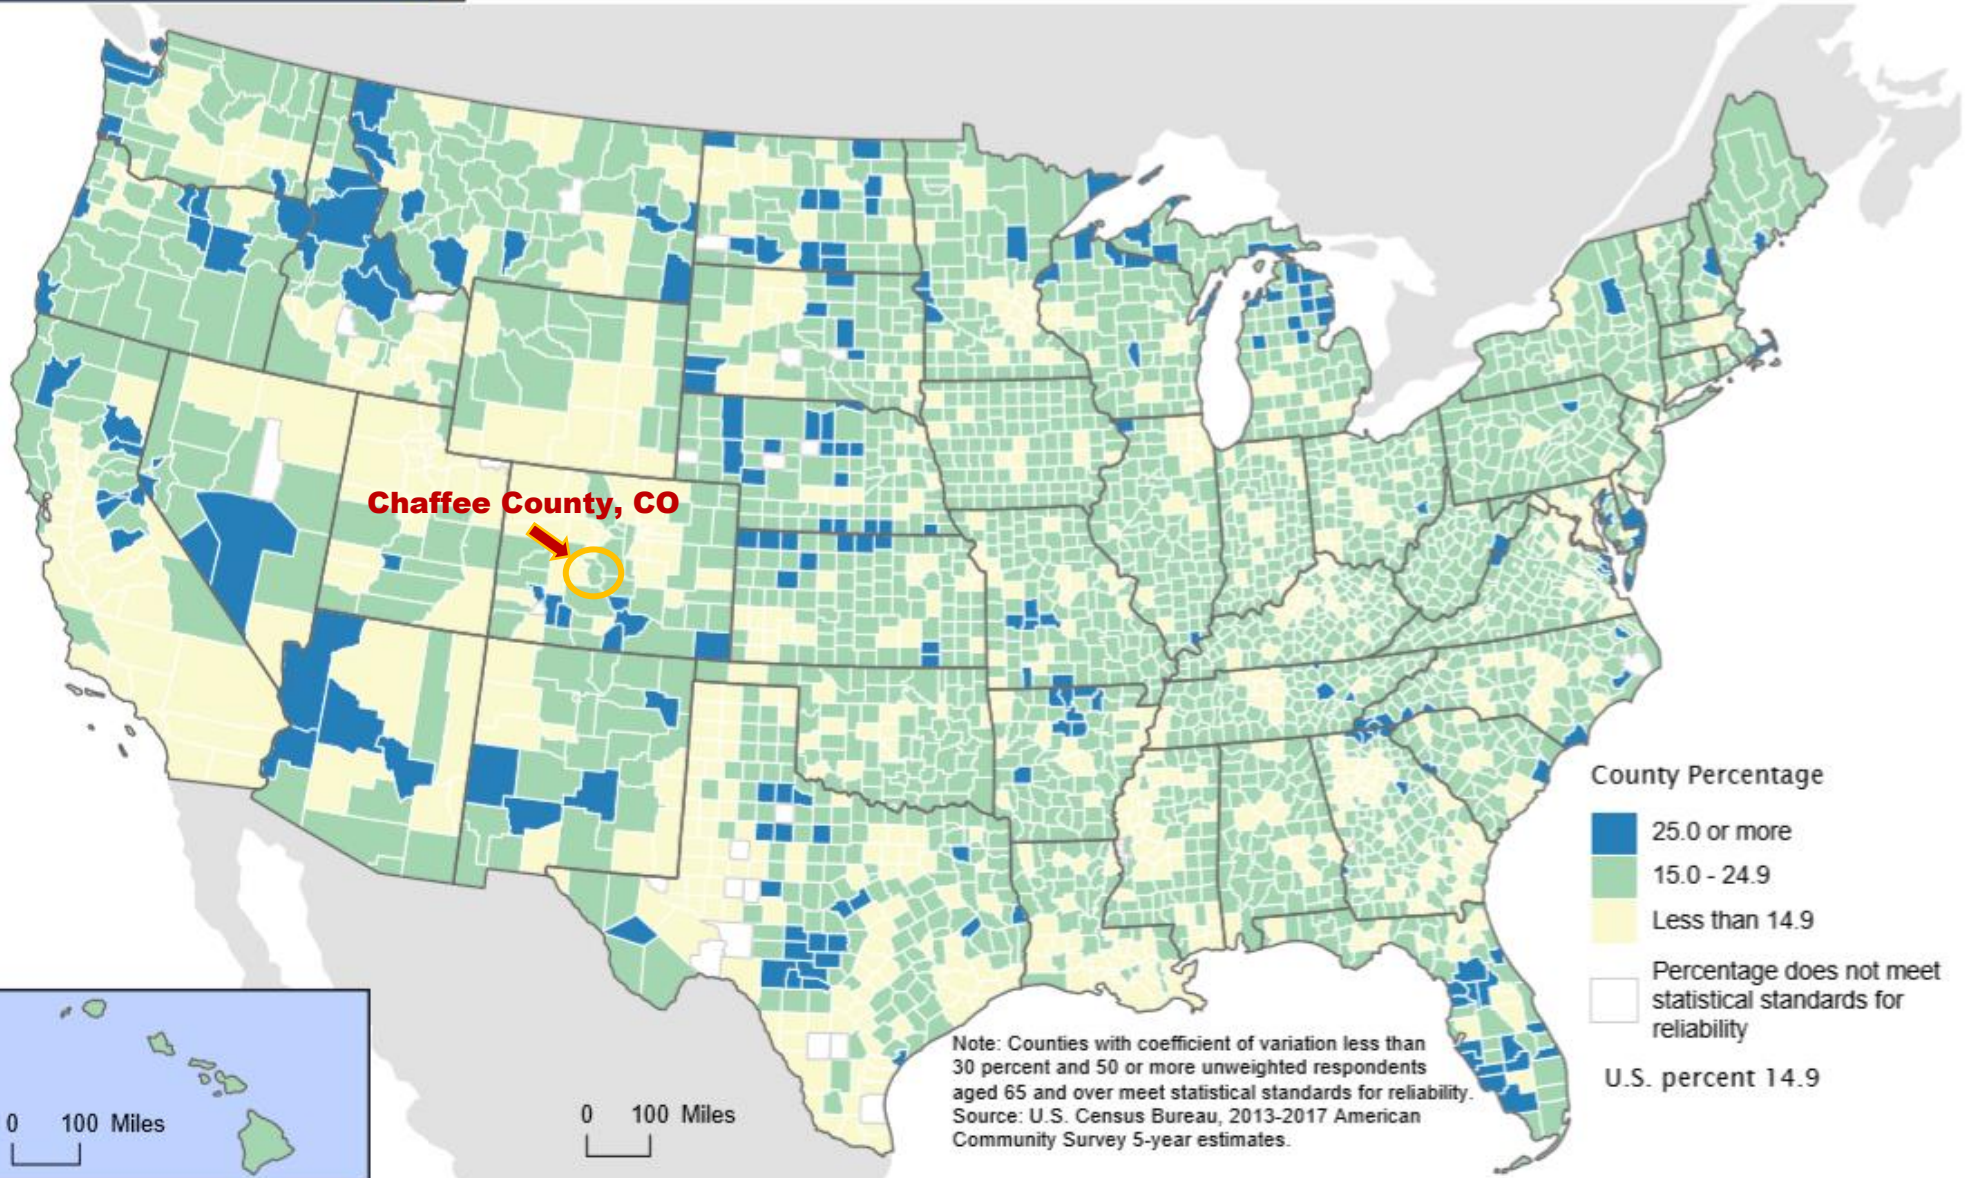 Chaffee County, CO
County Percentage
25.0 or more
15.0 - 24.9
Less than 14.9
Percentage does not meet
statistical standards for
reliability
U.S. percent 14.9
Note: Counties with coefficient of variation less than
30 percent and 50 or more unweighted respondents
aged 65 and over meet statistical standards for reliability.
Source: U.S. Census Bureau, 2013-2017 American
Community Survey 5-year estimates.
0 100 Miles
0 100 Miles